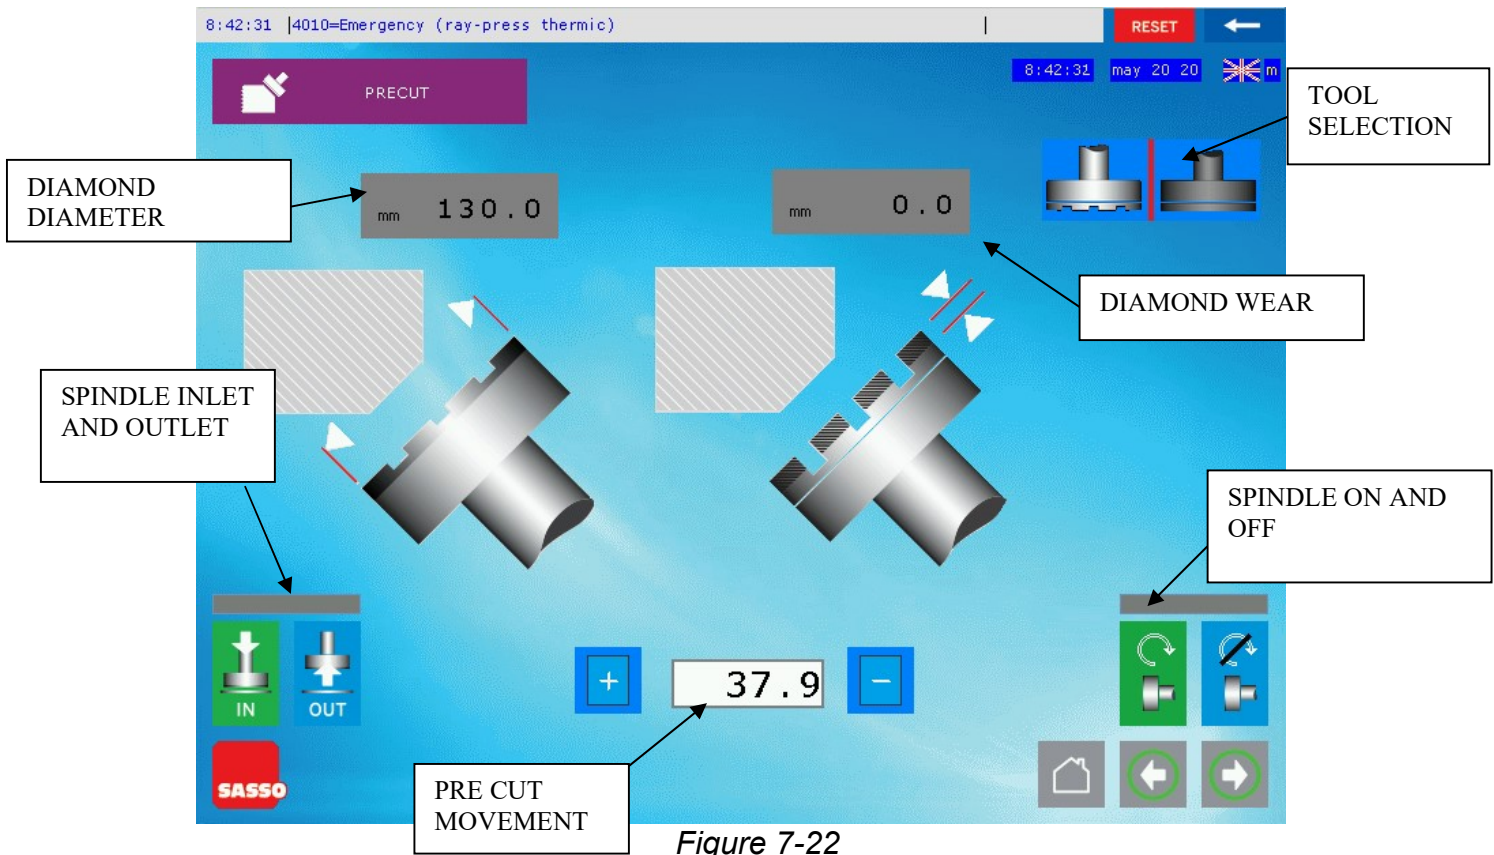 8:42:31 |4010=Emergency (ray-press thermic) |
RESET
PRECUT
8:42:31 may 20 20 m
TOOL
SELECTION
DIAMOND
DIAMETER
mm 130.0
mm 0.0
DIAMOND WEAR
SPINDLE INLET
AND OUTLET
SPINDLE ON AND
OFF
IN
OUT
+
37.9
-
SASSO
PRE CUT
MOVEMENT
Figure 7-22